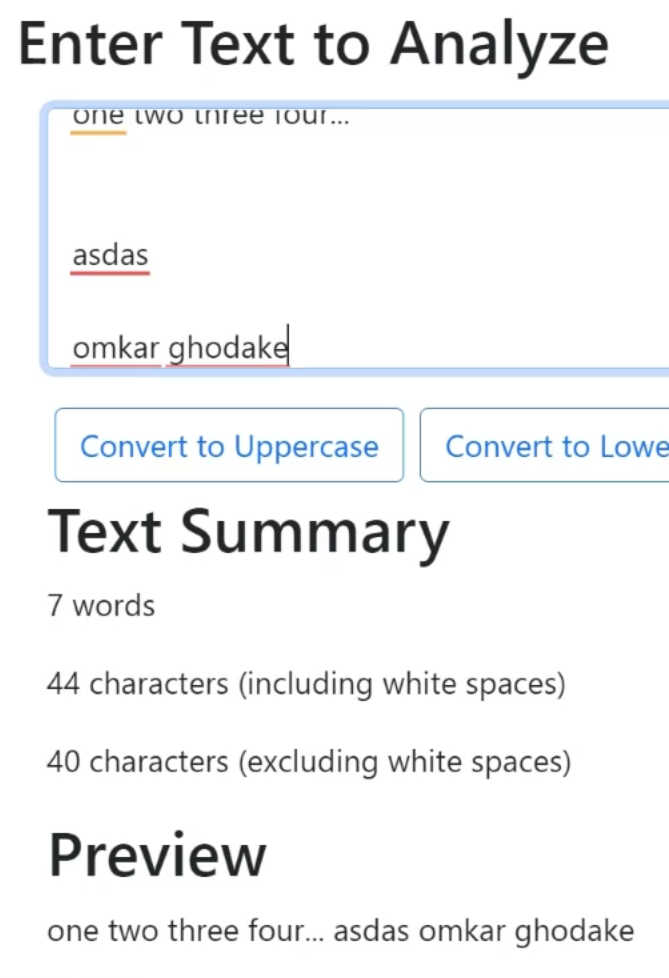 Enter Text to Analyze
one two three four...
asdas
omkar ghodake
Convert to Uppercase Convert to Lowe
Text Summary
7 words
44 characters (including white spaces)
40 characters (excluding white spaces)
Preview
one two three four... asdas omkar ghodake